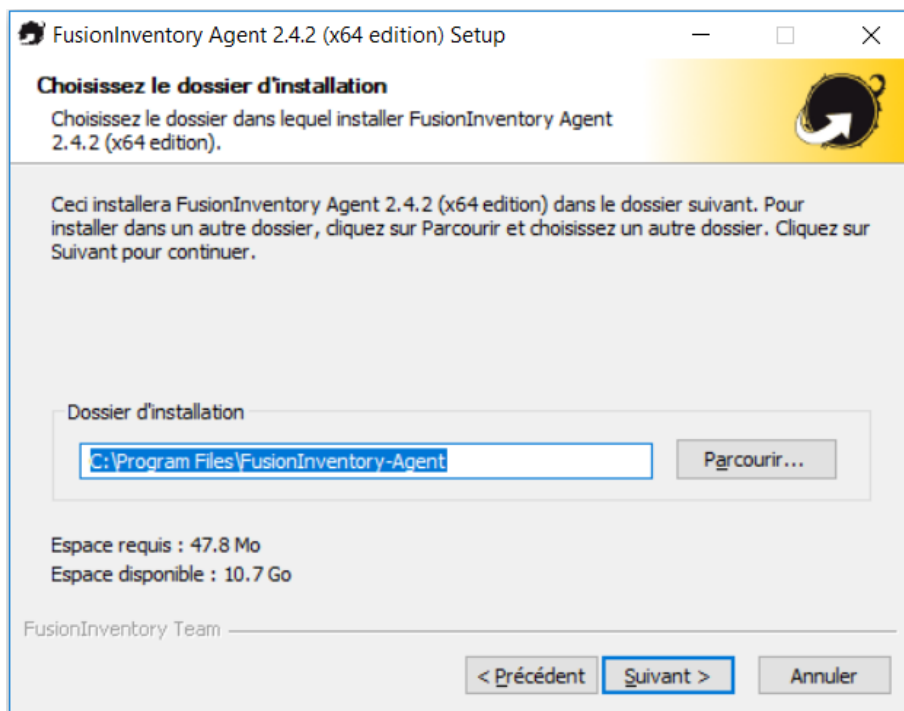 FusionInventory Agent 2.4.2 (x64 edition) Setup
Choisissez le dossier d'installation
Choisissez le dossier dans lequel installer FusionInventory Agent
2.4.2 (x64 edition).
Ceci installera FusionInventory Agent 2.4.2 (x64 edition) dans le dossier suivant. Pour
installer dans un autre dossier, cliquez sur Parcourir et choisissez un autre dossier. Cliquez sur
Suivant pour continuer.
Dossier d'installation
C:\Program Files\FusionInventory-Agent
Parcourir...
Espace requis : 47.8 Mo
Espace disponible : 10.7 Go
FusionInventory Team
< Précédent Suivant > Annuler